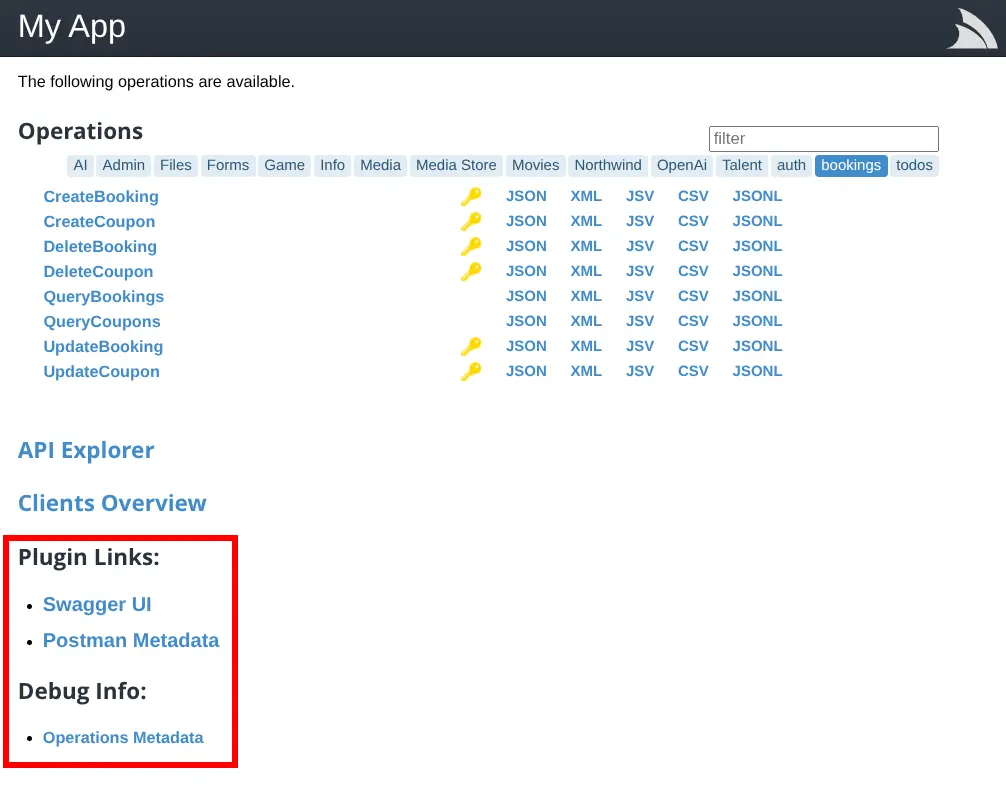 My App
The following operations are available.
Operations
filter
AI Admin Files Forms Game Info Media Media Store Movies Northwind OpenAi Talent auth bookings todos
CreateBooking JSON XML JSV CSV JSONL
CreateCoupon JSON XML JSV CSV JSONL
DeleteBooking JSON XML JSV CSV JSONL
DeleteCoupon JSON XML JSV CSV JSONL
QueryBookings JSON XML JSV CSV JSONL
QueryCoupons JSON XML JSV CSV JSONL
UpdateBooking JSON XML JSV CSV JSONL
UpdateCoupon JSON XML JSV CSV JSONL
API Explorer
Clients Overview
Plugin Links:
Swagger UI
Postman Metadata
Debug Info:
Operations Metadata